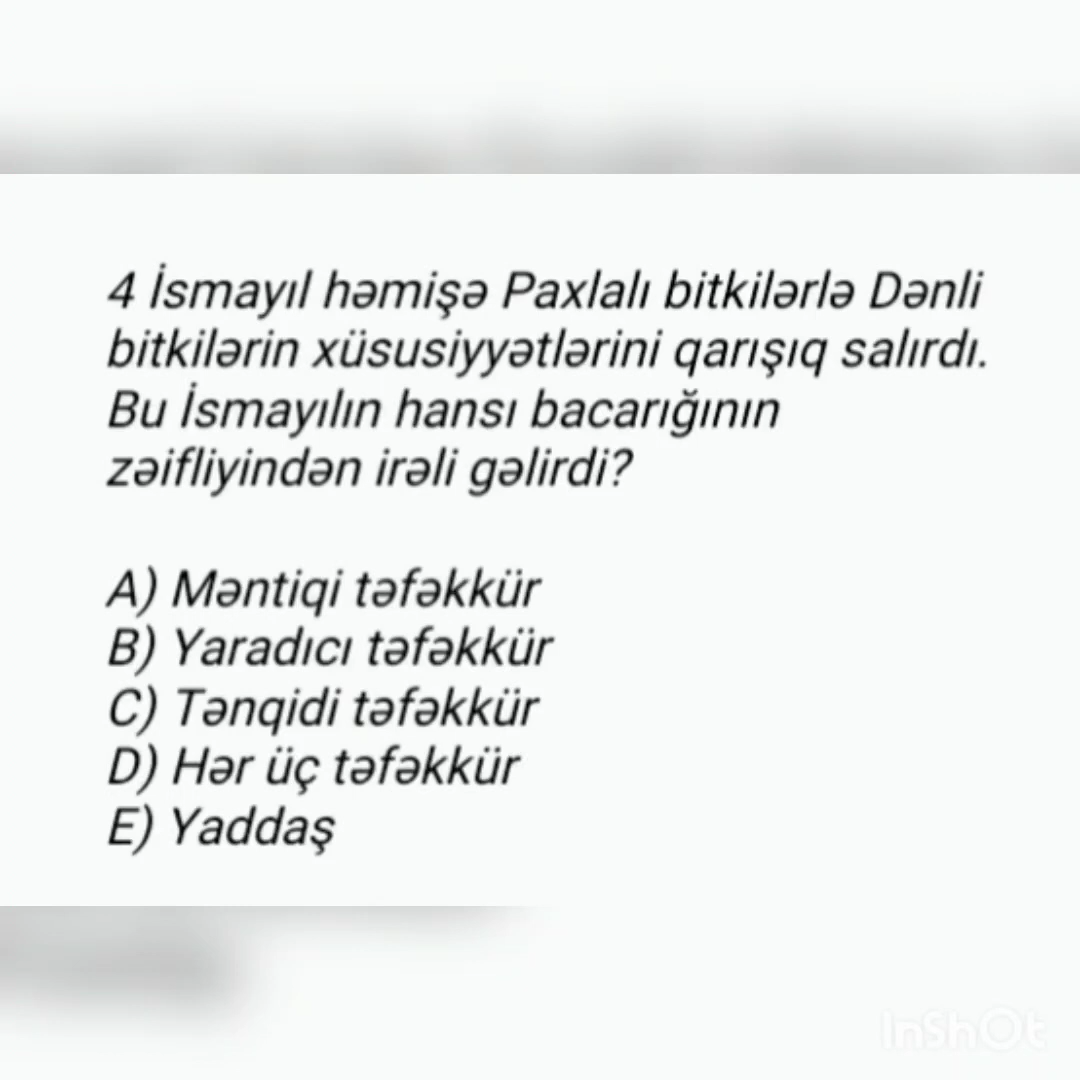 4 İsmayıl həmişə Paxlalı bitkilərlə Dənli
bitkilərin xüsusiyyətlərini qarışıq salırdı.
Bu İsmayılın hansı bacarığının
zəifliyindən irəli gəlirdi?
A) Məntiqi təfəkkür
B) Yaradıcı təfəkkür
C) Tənqidi təfəkkür
D) Hər üç təfəkkür
E) Yaddaş
InShOt